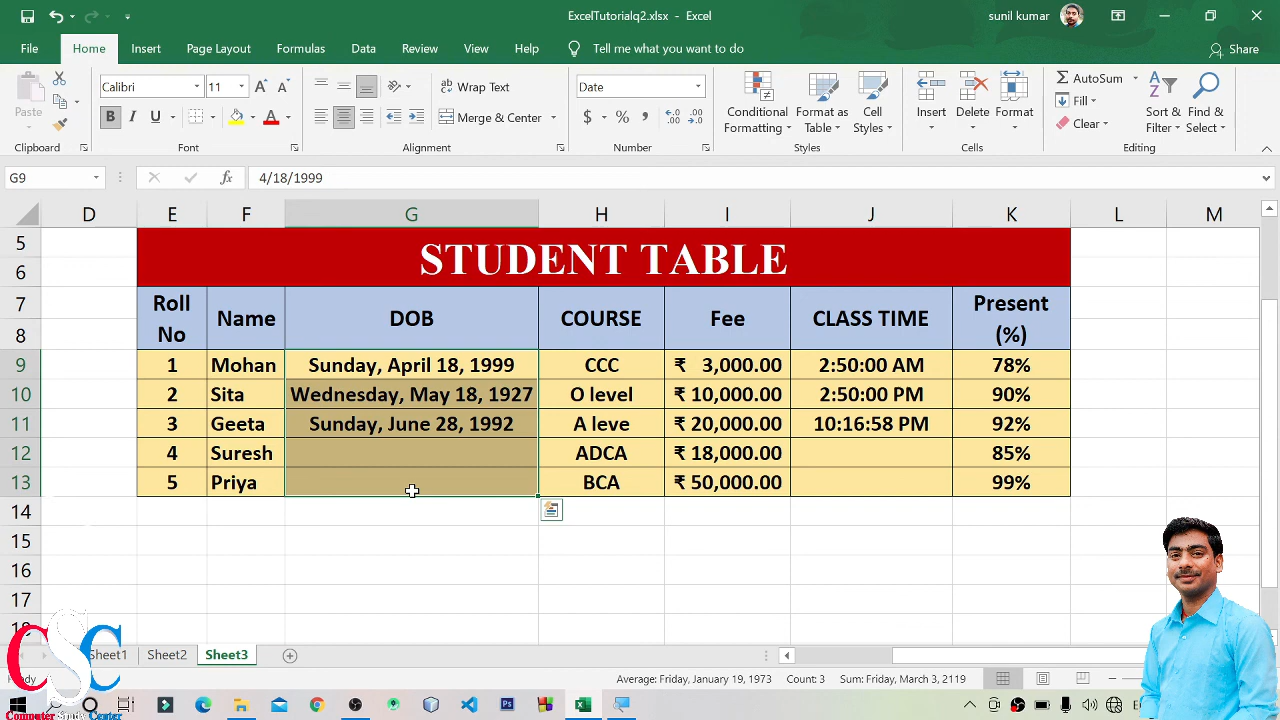 ExcelTutorialq2.xlsx - Excel
sunil kumar
File Home Insert Page Layout Formulas Data Review View Help Tell me what you want to do Share
Paste
Calibri 11
B I U A
Wrap Text
Merge & Center
Date
$ % ,
Conditional Formatting
Format as Table
Cell Styles
Insert
Delete
Format
AutoSum
Fill
Clear
Sort & Filter
Find & Select
Clipboard Font Alignment Number Styles Cells Editing
G9 fx 4/18/1999
D E F G H I J K L M
5 STUDENT TABLE
6
7 Roll No Name DOB COURSE Fee CLASS TIME Present (%)
8
9 1 Mohan Sunday, April 18, 1999 CCC ₹ 3,000.00 2:50:00 AM 78%
10 2 Sita Wednesday, May 18, 1927 O level ₹ 10,000.00 2:50:00 PM 90%
11 3 Geeta Sunday, June 28, 1992 A leve ₹ 20,000.00 10:16:58 PM 92%
12 4 Suresh ADCA ₹ 18,000.00 85%
13 5 Priya BCA ₹ 50,000.00 99%
14
15
16
17
18
Sheet1 Sheet2 Sheet3
Average: Friday, January 19, 1973 Count: 3 Sum: Friday, March 3, 2119
CSC
Computer Study Center